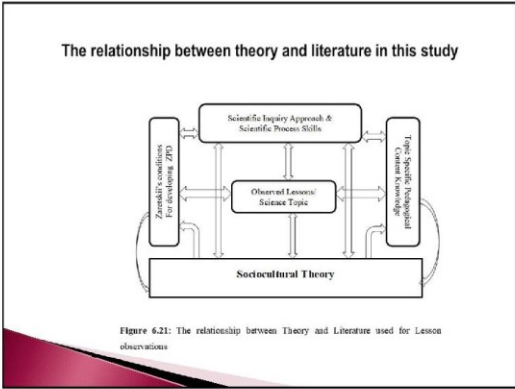 The relationship between theory and literature in this study
Scientific Inquiry Approach &
Scientific Process Skills
Zaretskii's conditions
For developing ZPD
Observed Lessons/
Science Topic
Topic Specific Pedagogical
Content Knowledge
Sociocultural Theory
Figure 6.21: The relationship between Theory and Literature used for Lesson
observations